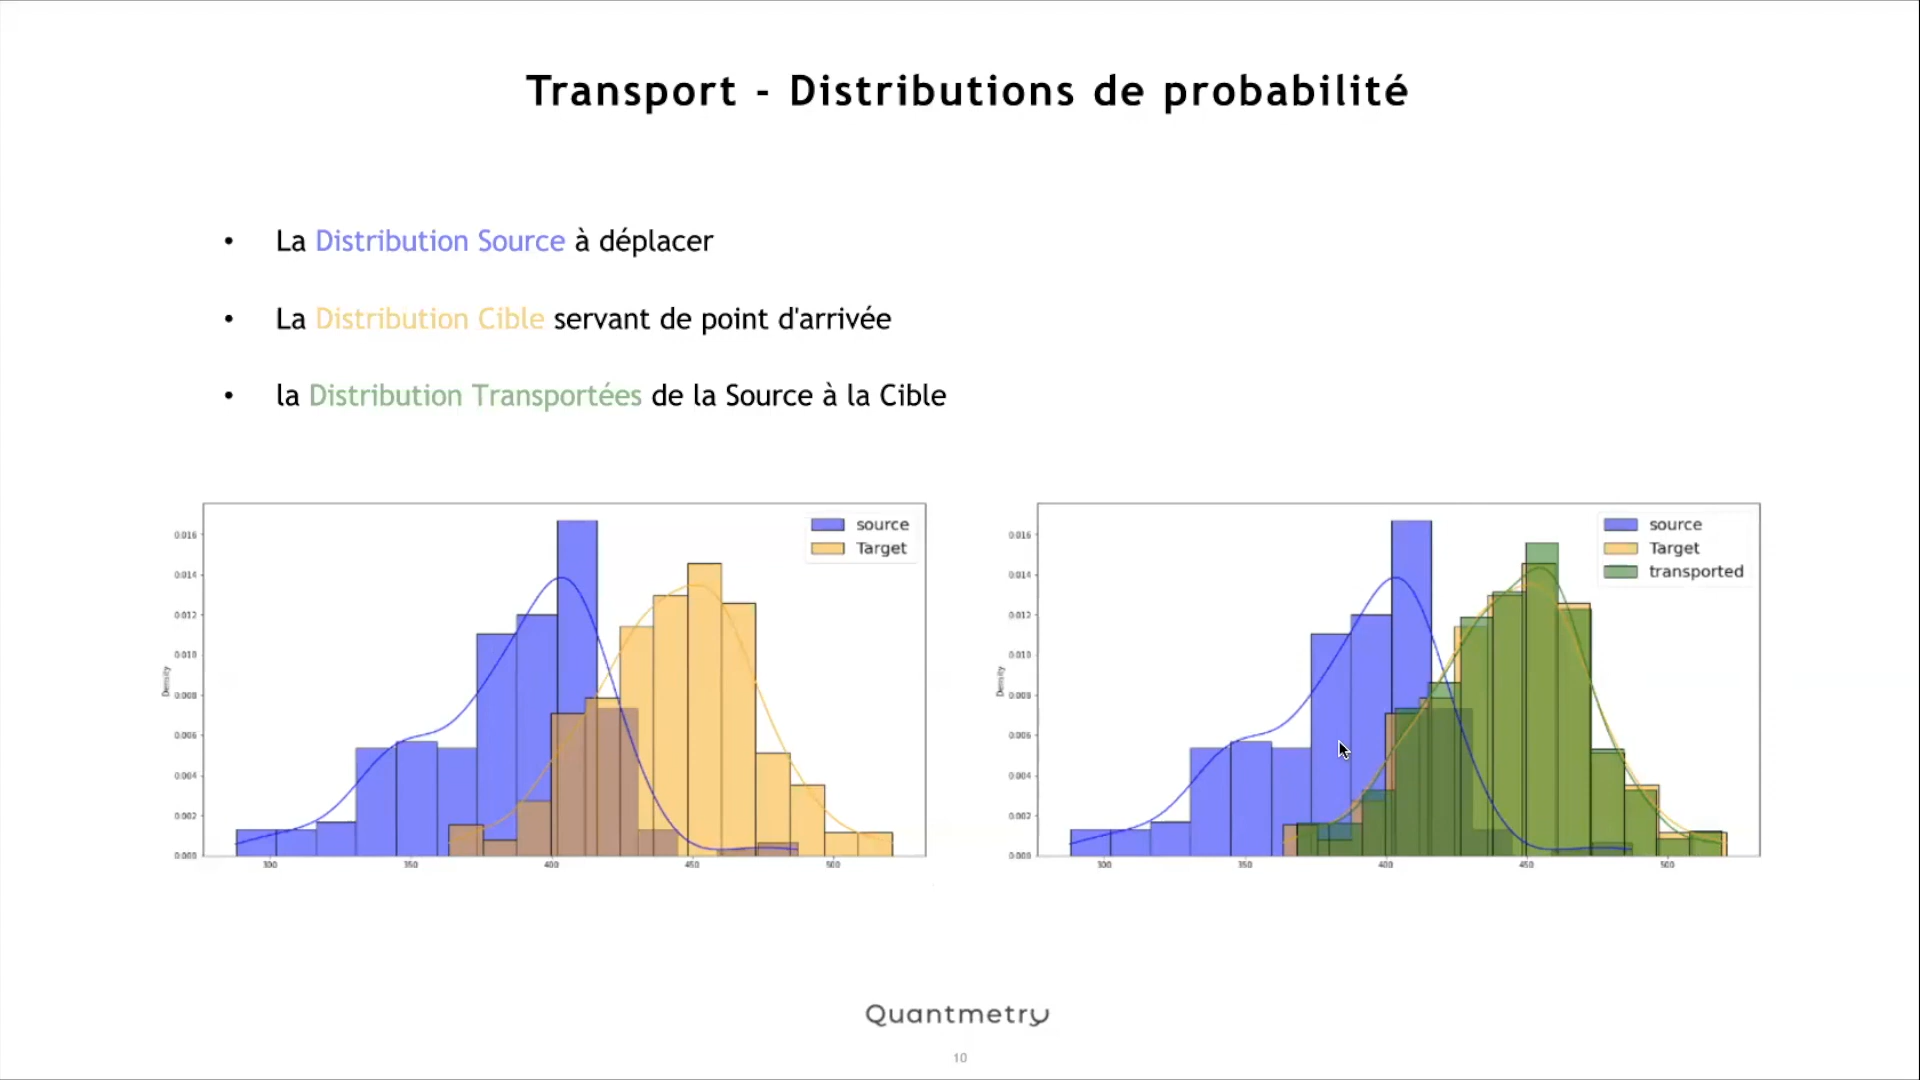 Transport - Distributions de probabilité
• La Distribution Source à déplacer
• La Distribution Cible servant de point d'arrivée
• la Distribution Transportées de la Source à la Cible
source
Target
0.016
0.014
0.012
0.010
0.008
0.006
0.004
0.002
0.000
Density
300 350 400 450 500
source
Target
transported
0.016
0.014
0.012
0.010
0.008
0.006
0.004
0.002
0.000
Density
300 350 400 450 500
Quantmetry
10